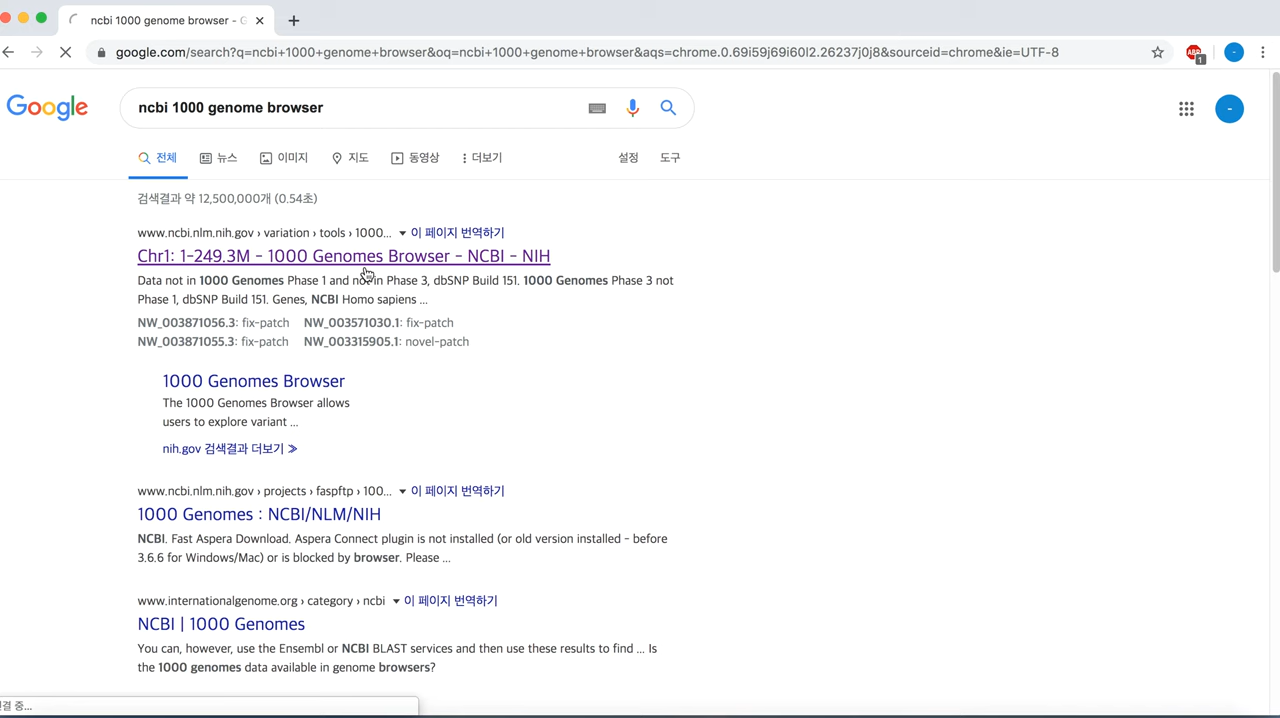 ncbi 1000 genome browser - G
google.com/search?q=ncbi+1000+genome+browser&oq=ncbi+1000+genome+browser&aqs=chrome.0.69i59j69i60l2.26237j0j8&sourceid=chrome&ie=UTF-8
ABP
1
-
Google
ncbi 1000 genome browser
-
전체 뉴스 이미지 지도 동영상 더보기 설정 도구
검색결과 약 12,500,000개 (0.54초)
www.ncbi.nlm.nih.gov › variation › tools › 1000... ▼ 이 페이지 번역하기
Chr1: 1-249.3M - 1000 Genomes Browser - NCBI - NIH
Data not in 1000 Genomes Phase 1 and not in Phase 3, dbSNP Build 151. 1000 Genomes Phase 3 not
Phase 1, dbSNP Build 151. Genes, NCBI Homo sapiens ...
NW_003871056.3: fix-patch NW_003571030.1: fix-patch
NW_003871055.3: fix-patch NW_003315905.1: novel-patch
1000 Genomes Browser
The 1000 Genomes Browser allows
users to explore variant ...
nih.gov 검색결과 더보기 ≫
www.ncbi.nlm.nih.gov › projects › faspftp › 100... ▼ 이 페이지 번역하기
1000 Genomes : NCBI/NLM/NIH
NCBI. Fast Aspera Download. Aspera Connect plugin is not installed (or old version installed - before
3.6.6 for Windows/Mac) or is blocked by browser. Please ...
www.internationalgenome.org › category › ncbi ▼ 이 페이지 번역하기
NCBI | 1000 Genomes
You can, however, use the Ensembl or NCBI BLAST services and then use these results to find ... Is
the 1000 genomes data available in genome browsers?
결 중...